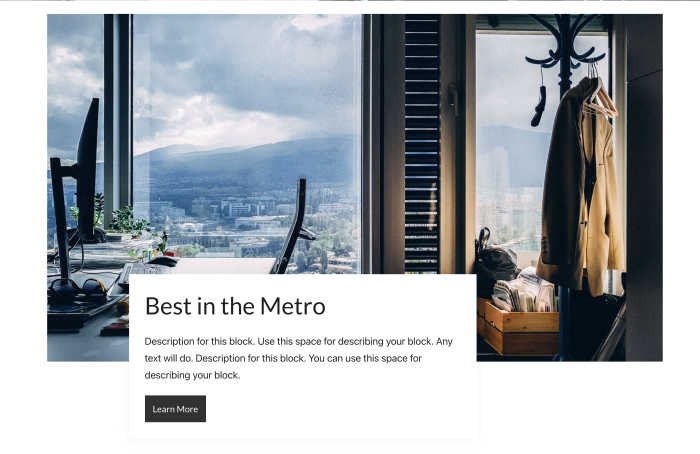 Best in the Metro
Description for this block. Use this space for describing your block. Any
text will do. Description for this block. You can use this space for
describing your block.
Learn More